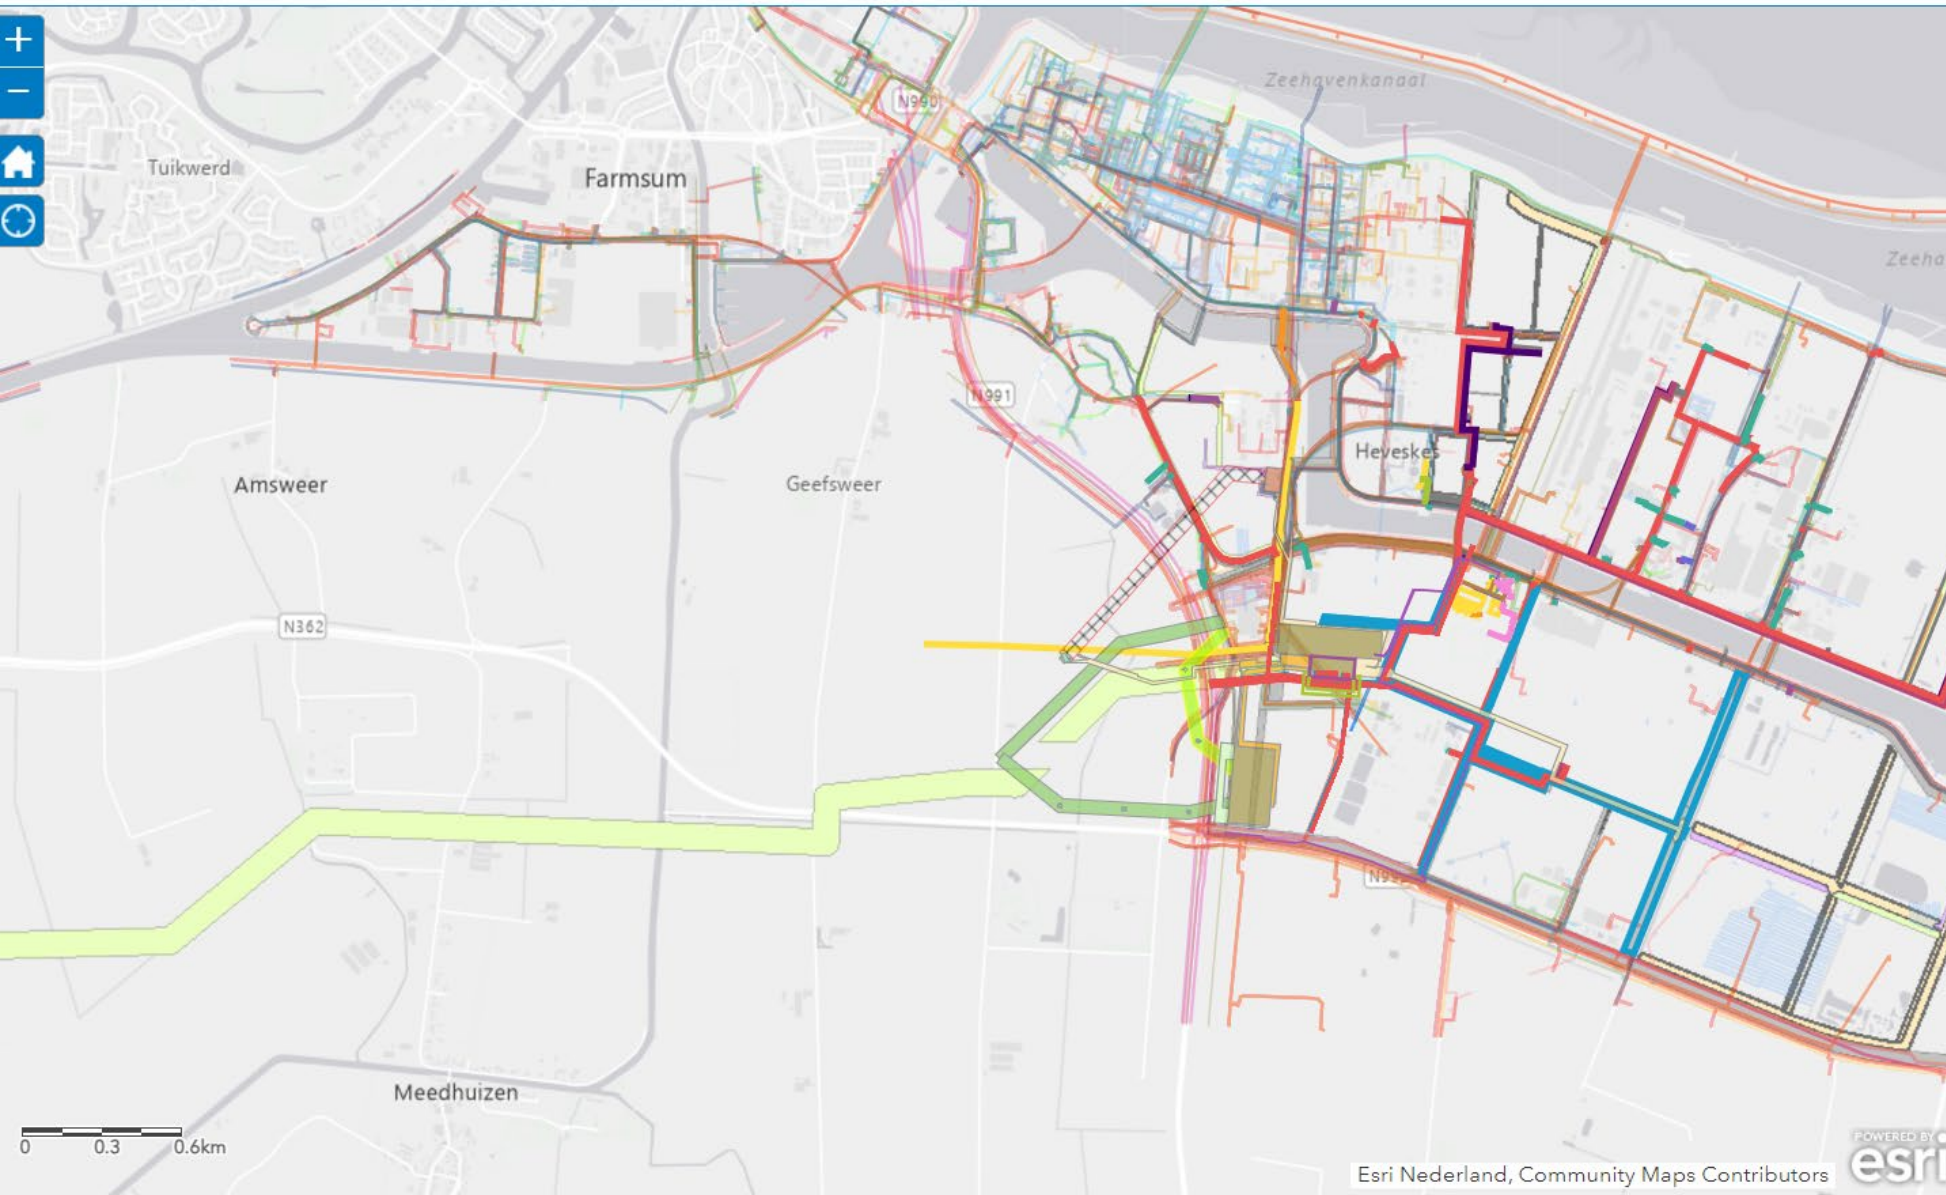 +
−
Zeehavenkanaal
N990
Tuikwerd
Farmsum
Zeeha
N991
Heveskes
Amsweer
Geefsweer
N362
Meedhuizen
0 0.3 0.6km
POWERED BY
esri
Esri Nederland, Community Maps Contributors